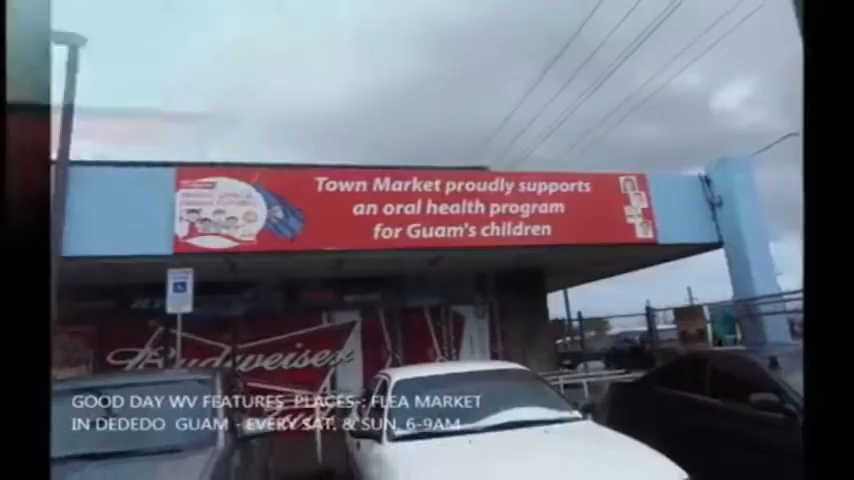 Town Market proudly supports
an oral health program
for Guam's children
Budweiser
GOOD DAY WV FEATURES PLACES-: FLEA MARKET
IN DEDEDO GUAM - EVERY SAT. & SUN. 6-9AM